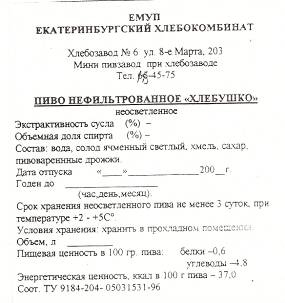 ЕМУП
ЕКАТЕРИНБУРГСКИЙ ХЛЕБОКОМБИНАТ
Хлебозавод № 6 ул. 8-е Марта, 203
Мини пивзавод при хлебозаводе
Тел. -45-75
ПИВО НЕФИЛЬТРОВАННОЕ «ХЛЕБУШКО»
неосветленное
Экстрактивность сусла (%) –
Объемная доля спирта (%) –
Состав: вода, солод ячменный светлый, хмель, сахар,
пивоваренные дрожжи.
Дата отпуска «____»____________200__г.
Годен до ____________________
(час,день,месяц).
Срок хранения неосветленного пива не менее 3 суток, при
температуре +2 - +5С°.
Условия хранения: хранить в прохладном помещении.
Объем, л ________
Пищевая ценность в 100 гр. пива: белки –0,6
углеводы –4.8
Энергетическая ценность, ккал в 100 г пива – 37,0
Соот. ТУ 9184-204- 05031531-96